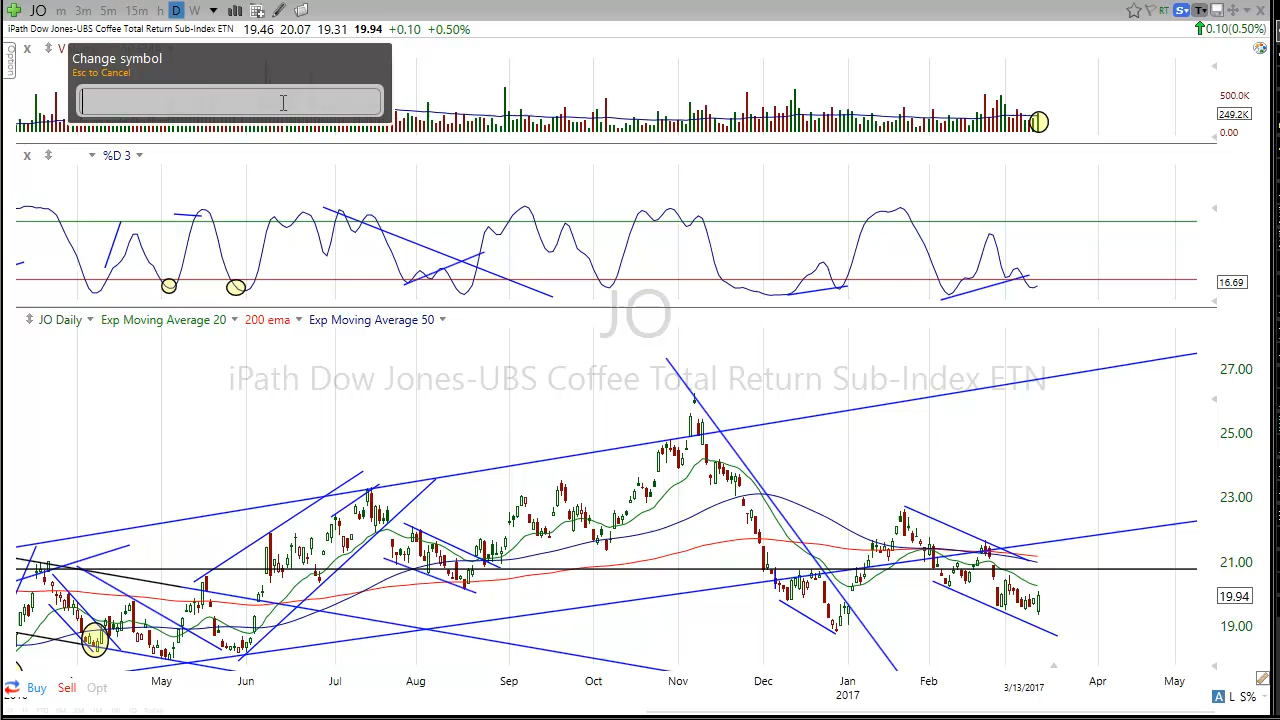 JO m 3m 5m 15m h D W
RT S T
iPath Dow Jones-UBS Coffee Total Return Sub-Index ETN 19.46 20.07 19.31 19.94 +0.10 +0.50%
0.10(0.50%)
Option
V
Change symbol
Esc to Cancel
500.0K
249.2K
0.00
%D 3
16.69
JO
JO Daily Exp Moving Average 20 200 ema Exp Moving Average 50
iPath Dow Jones-UBS Coffee Total Return Sub-Index ETN
27.00
25.00
23.00
21.00
19.94
19.00
Buy Sell Opt
May Jun Jul Aug Sep Oct Nov Dec Jan Feb 3/13/2017 Apr May
2017
A L S%